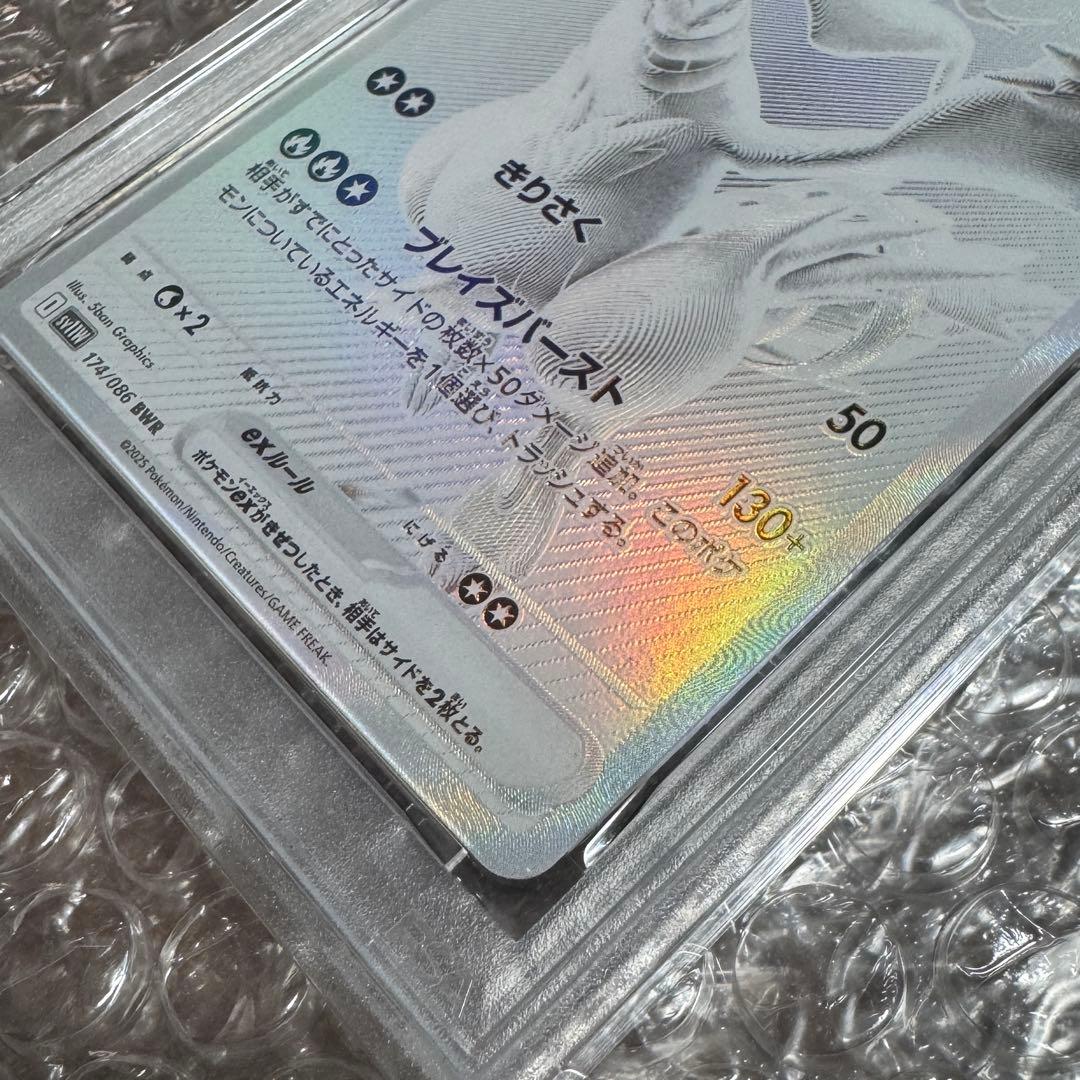 きりさく 50
ブレイズバースト 130+
相手がすでにとったサイドの枚数×50ダメージ追加。このポケ
モンについているエネルギーを1個選び、トラッシュする。
弱点 ×2
抵抗力
にげる
Illus. 5ban Graphics
174/086 BWR
©2025 Pokémon/Nintendo/Creatures/GAME FREAK.
exルール
ポケモンexがきぜつしたとき、相手はサイドを2枚とる。